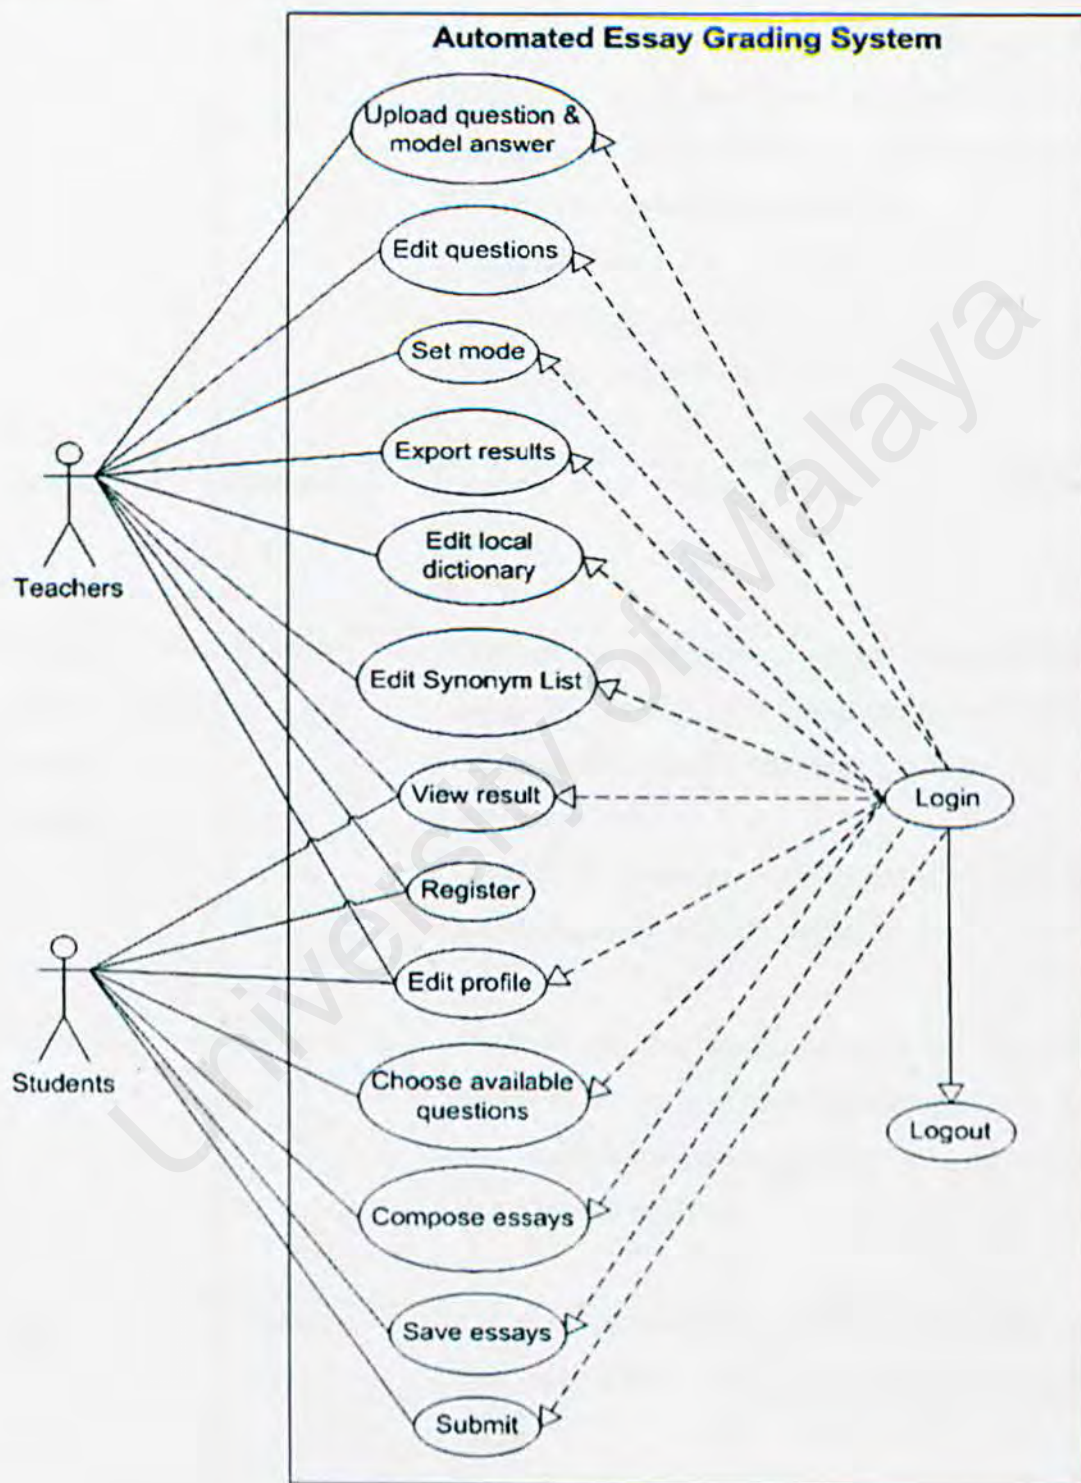 Automated Essay Grading System
Upload question &
model answer
Edit questions
Set mode
Export results
Edit local
dictionary
Teachers
Edit Synonym List
View result
Login
Register
Edit profile
Students
Choose available
questions
Logout
Compose essays
Save essays
Submit
University of Malaya